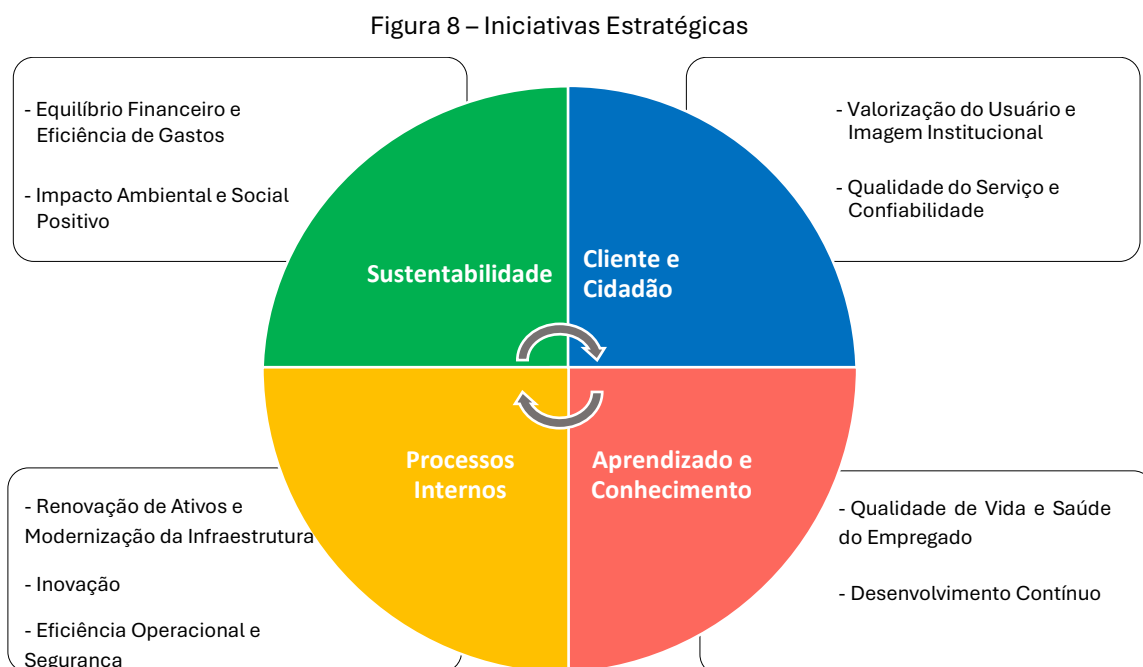 Figura 8 – Iniciativas Estratégicas
- Equilíbrio Financeiro e
Eficiência de Gastos
- Impacto Ambiental e Social
Positivo
- Valorização do Usuário e
Imagem Institucional
- Qualidade do Serviço e
Confiabilidade
Sustentabilidade
Cliente e
Cidadão
Processos
Internos
Aprendizado e
Conhecimento
- Renovação de Ativos e
Modernização da Infraestrutura
- Inovação
- Eficiência Operacional e
Segurança
- Qualidade de Vida e Saúde
do Empregado
- Desenvolvimento Contínuo